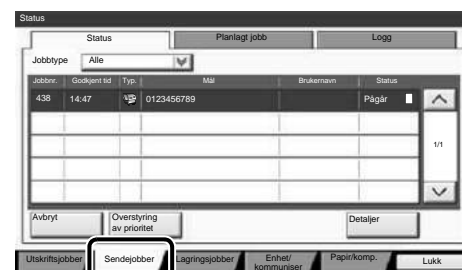 Status
Status Planlagt jobb Logg
Jobbtype Alle
Jobbnr. Godkjent tid Typ. Mål Brukernavn Status
438 14:47 0123456789 Pågår
1/1
Avbryt Overstyring av prioritet Detaljer
Utskriftsjobber Sendejobber Lagringsjobber Enhet/ kommuniser Papir/komp. Lukk